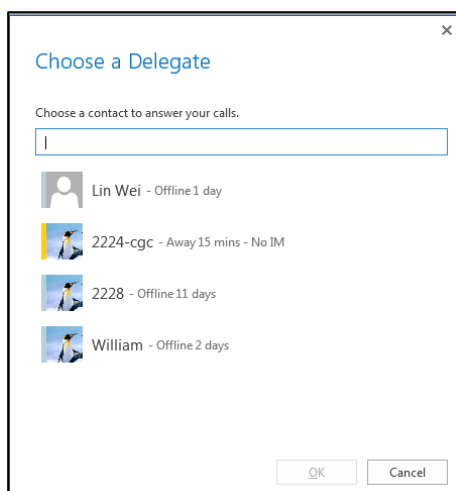 Choose a Delegate
Choose a contact to answer your calls.
Lin Wei - Offline 1 day
2224-cgc - Away 15 mins - No IM
2228 - Offline 11 days
William - Offline 2 days
OK Cancel